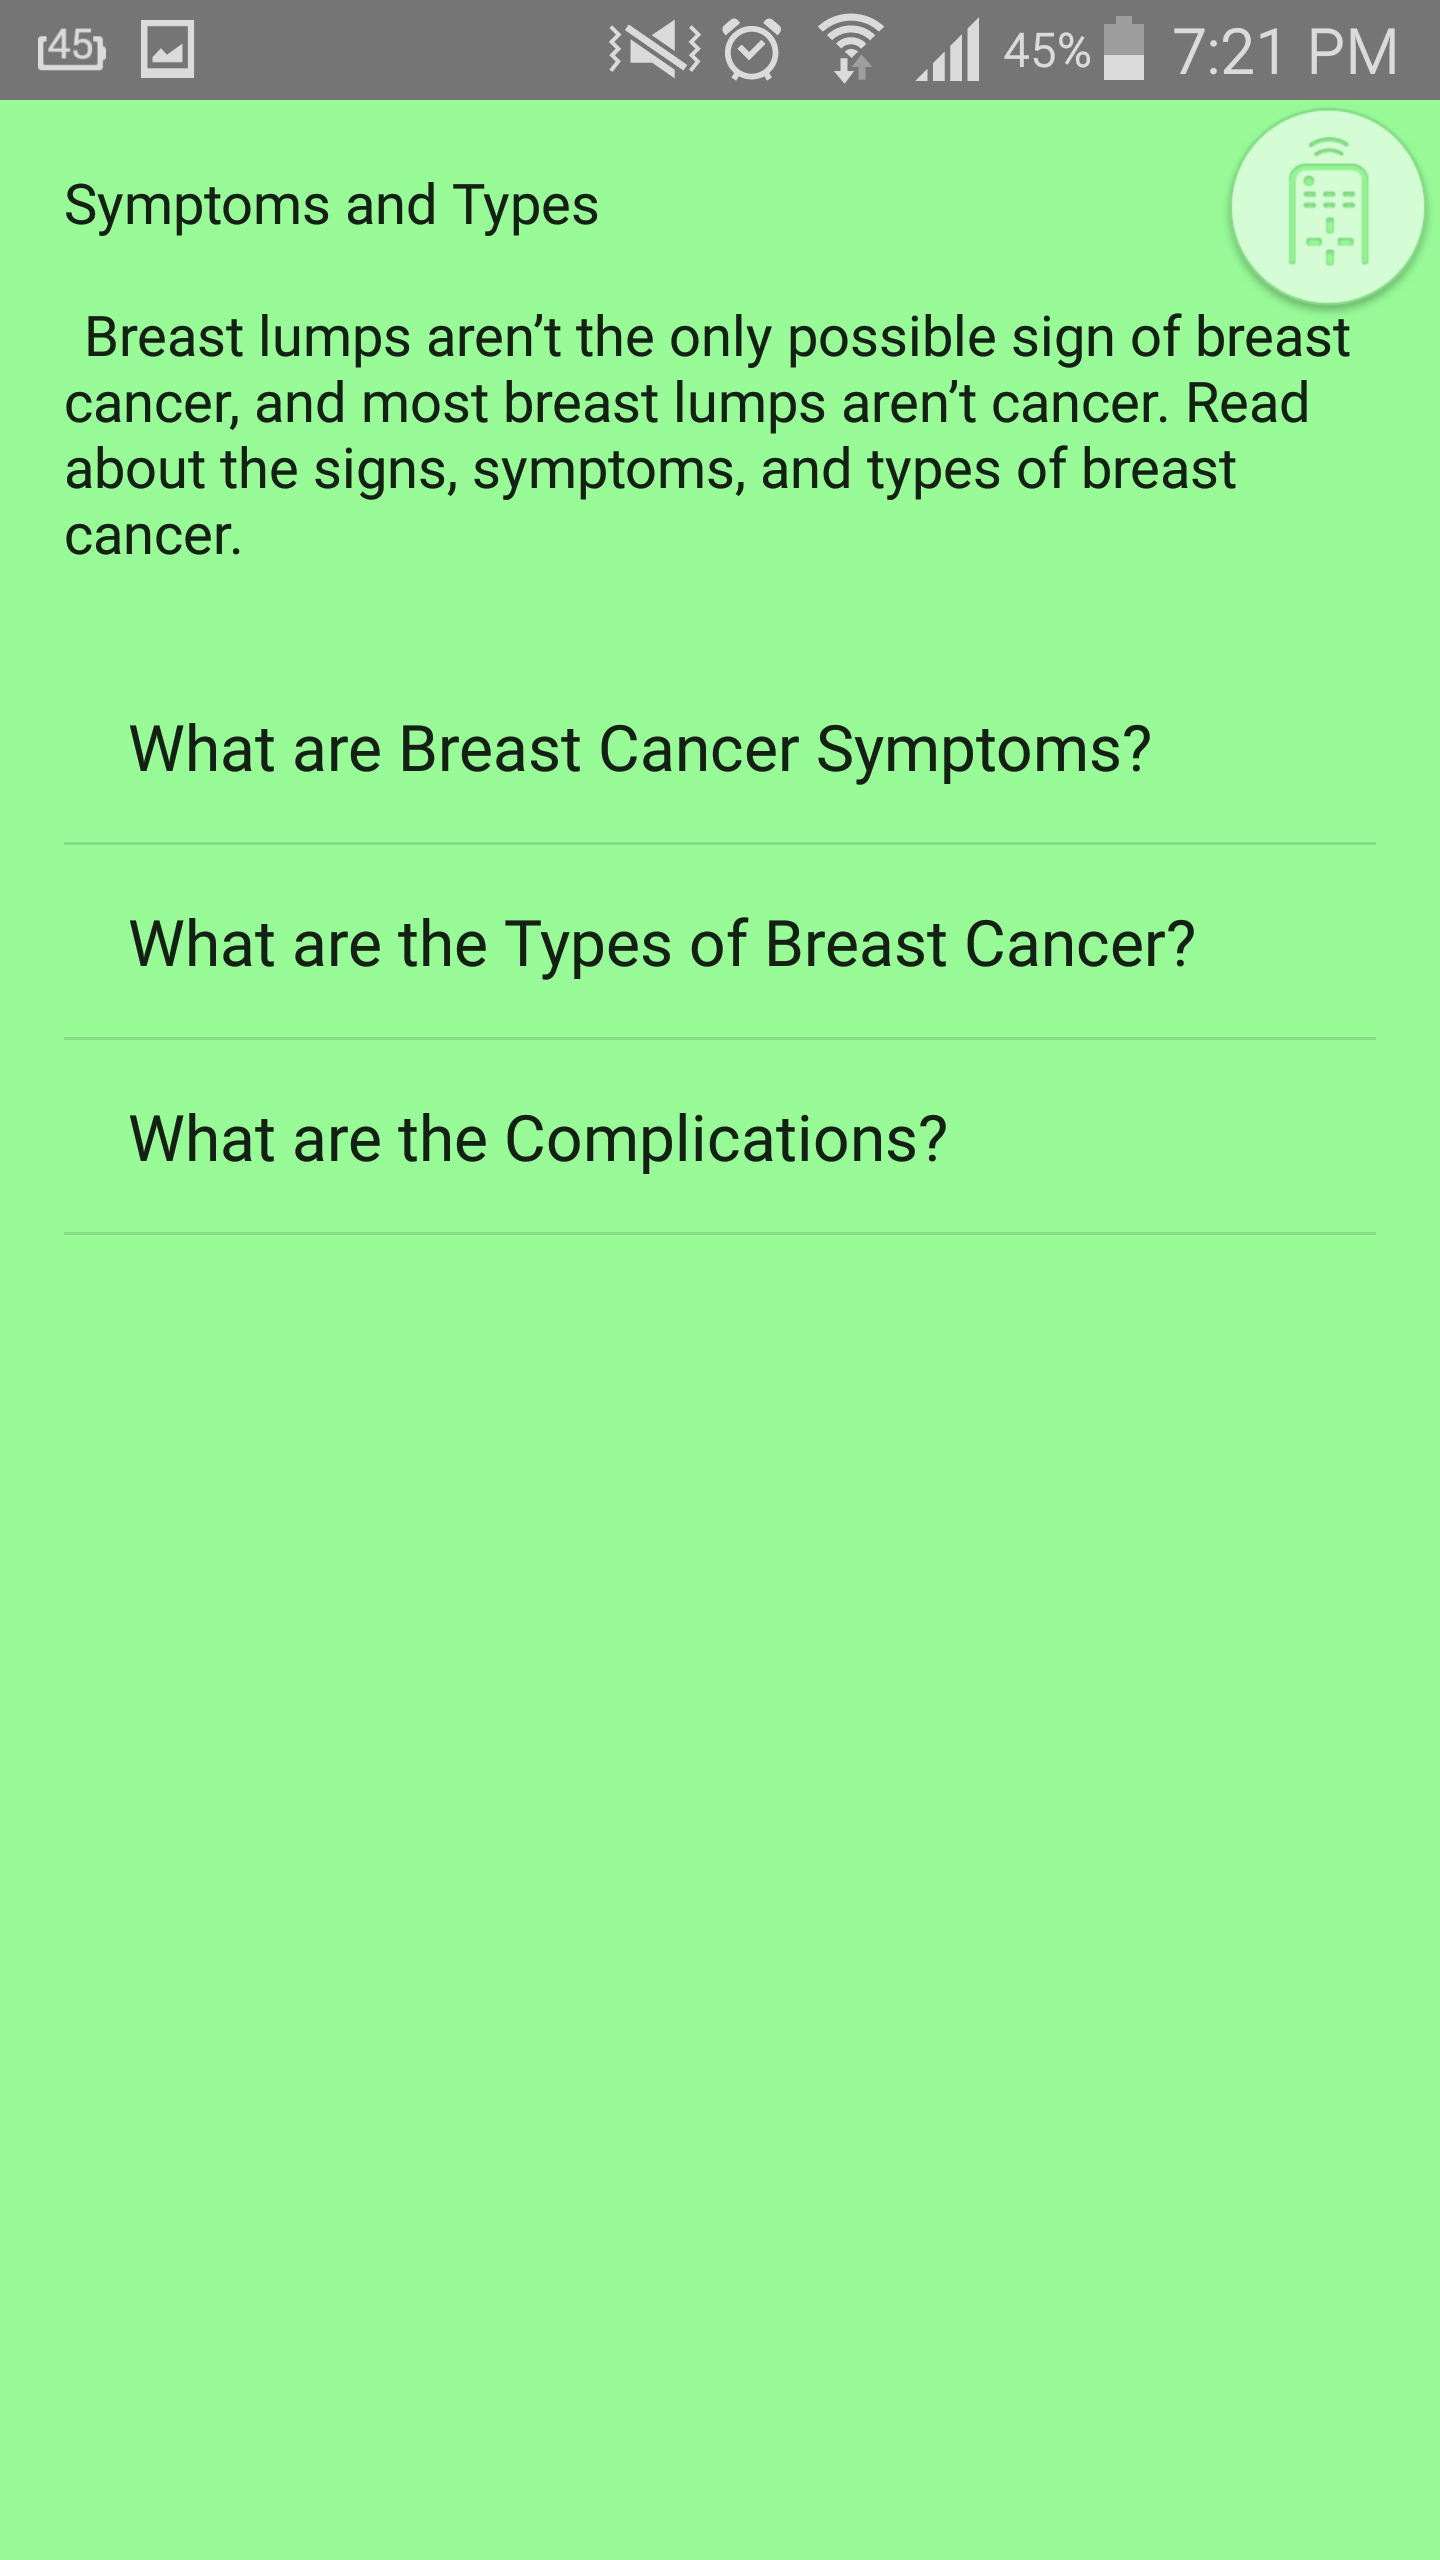 45
45% 7:21 PM
Symptoms and Types
Breast lumps aren’t the only possible sign of breast
cancer, and most breast lumps aren’t cancer. Read
about the signs, symptoms, and types of breast
cancer.
What are Breast Cancer Symptoms?
What are the Types of Breast Cancer?
What are the Complications?